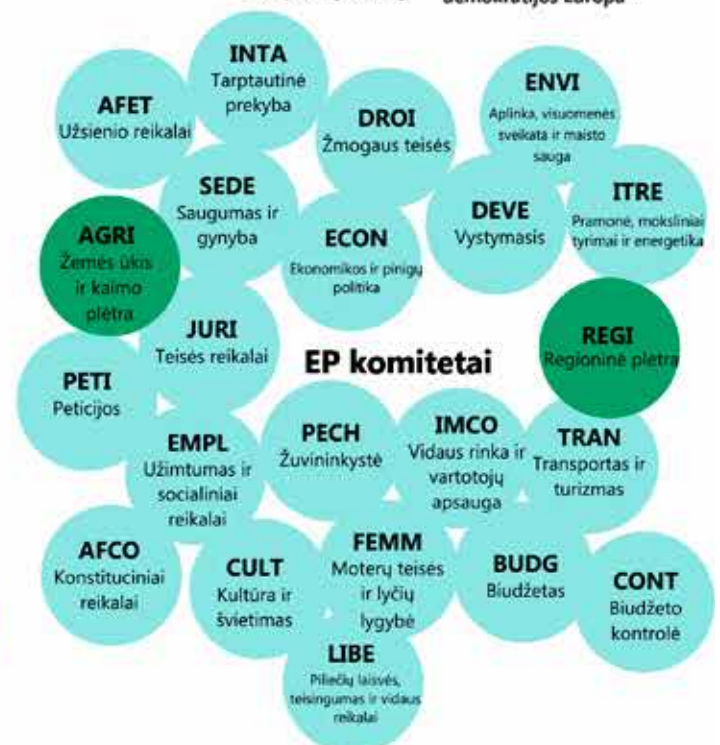 demokratijos Europa
INTA
Tarptautinė
prekyba
AFET
Užsienio reikalai
DROI
Žmogaus teisės
ENVI
Aplinka, visuomenės
sveikata ir maisto
sauga
SEDE
Saugumas ir
gynyba
ITRE
Pramonė, moksliniai
tyrimai ir energetika
DEVE
Vystymasis
AGRI
Žemės ūkis
ir kaimo
plėtra
ECON
Ekonomikos ir pinigų
politika
JURI
Teisės reikalai
REGI
Regioninė plėtra
EP komitetai
PETI
Peticijos
EMPL
Užimtumas ir
socialiniai
reikalai
PECH
Žuvininkystė
IMCO
Vidaus rinka ir
vartotojų
apsauga
TRAN
Transportas ir
turizmas
AFCO
Konstituciniai
reikalai
CULT
Kultūra ir
švietimas
FEMM
Moterų teisės
ir lyčių
lygybė
BUDG
Biudžetas
CONT
Biudžeto
kontrolė
LIBE
Piliečių laisvės,
teisingumas ir vidaus
reikalai